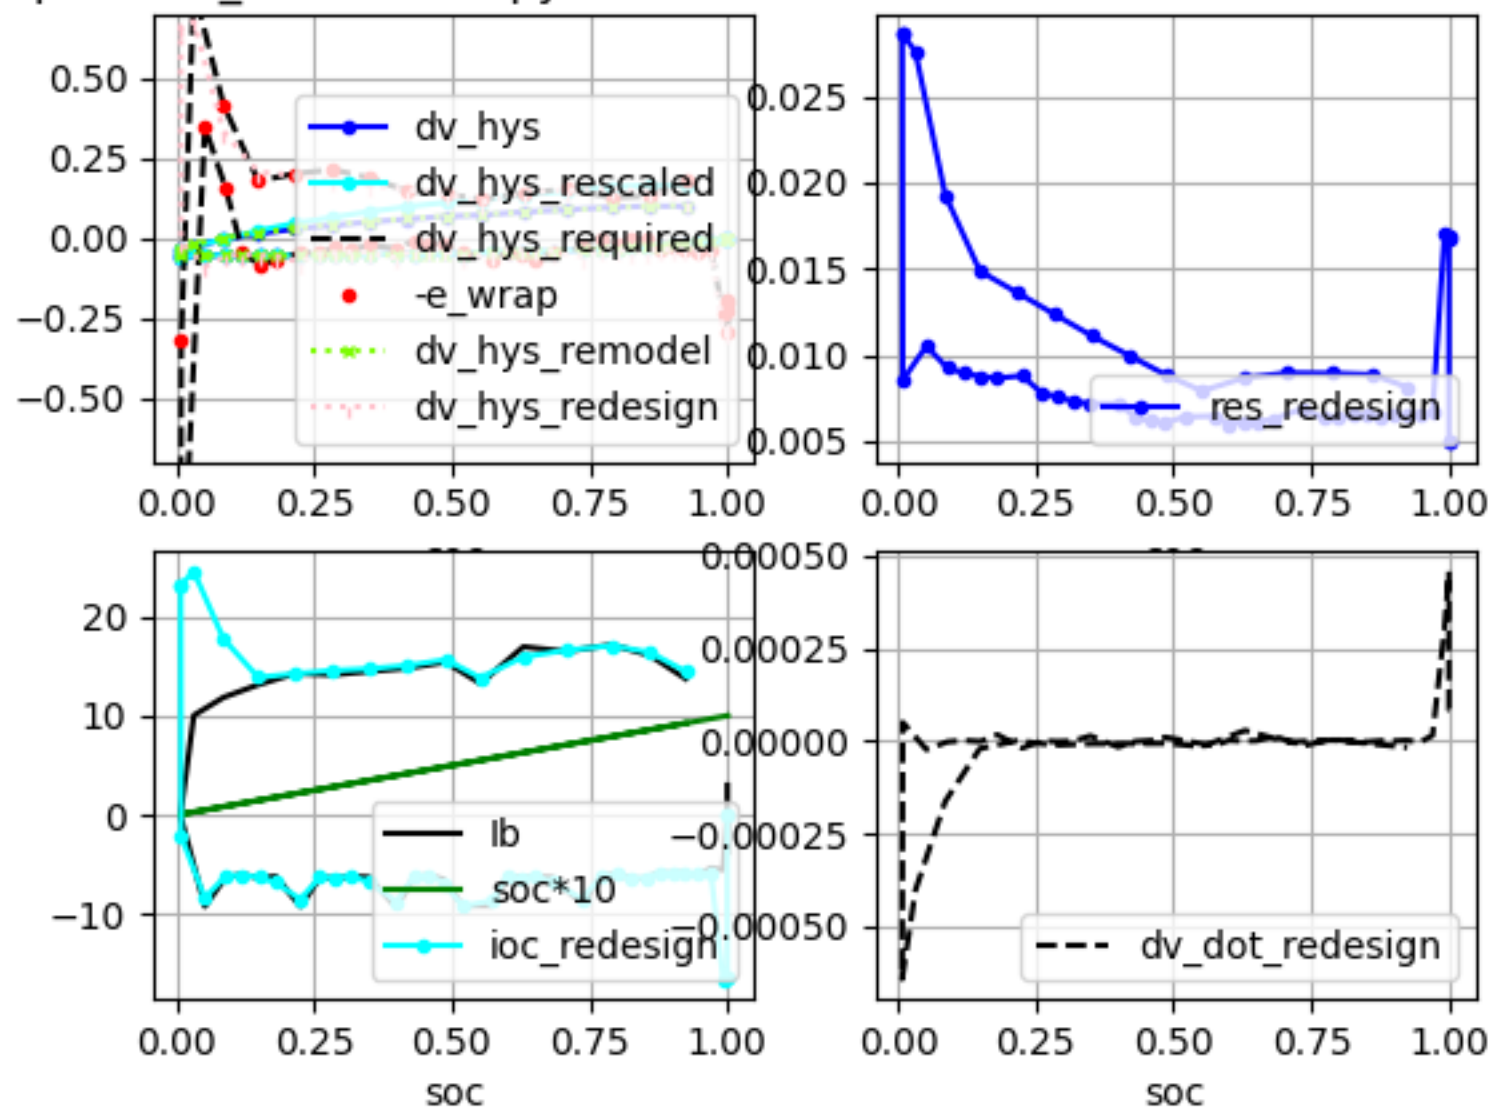 0.50
0.25
0.00
−0.25
−0.50
dv_hys
dv_hys_rescaled
dv_hys_required
-e_wrap
dv_hys_remodel
dv_hys_redesign
0.00 0.25 0.50 0.75 1.00
0.025
0.020
0.015
0.010
0.005
res_redesign
0.00 0.25 0.50 0.75 1.00
20
10
0
−10
Ib
soc*10
ioc_redesign
0.00 0.25 0.50 0.75 1.00
soc
0.00050
0.00025
0.00000
−0.00025
−0.00050
dv_dot_redesign
0.00 0.25 0.50 0.75 1.00
soc